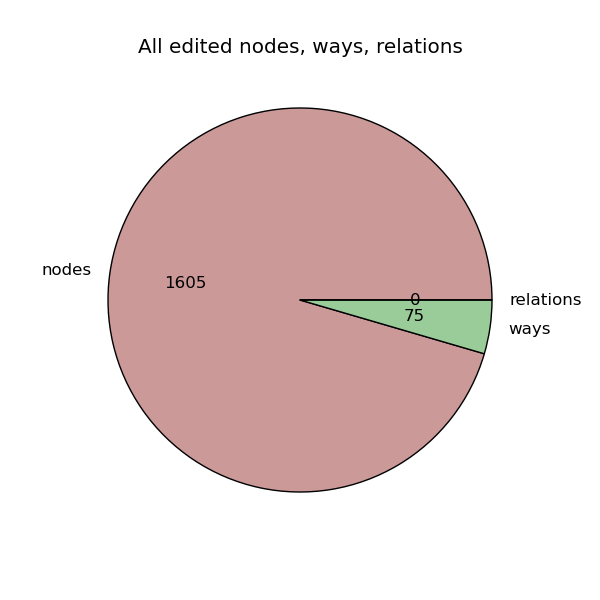 All edited nodes, ways, relations
nodes
1605
0
relations
75
ways